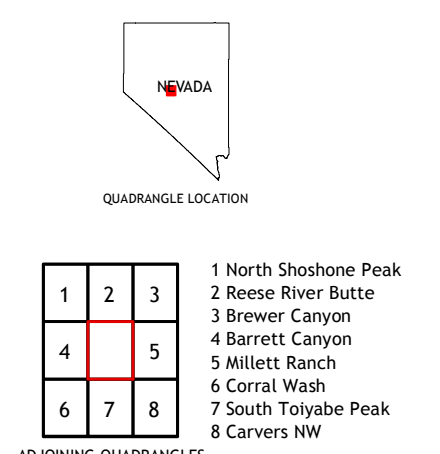 NEVADA
QUADRANGLE LOCATION
1 2 3
4 5
6 7 8
1 North Shoshone Peak
2 Reese River Butte
3 Brewer Canyon
4 Barrett Canyon
5 Millett Ranch
6 Corral Wash
7 South Toiyabe Peak
8 Carvers NW
ADJOINING QUADRANGLES